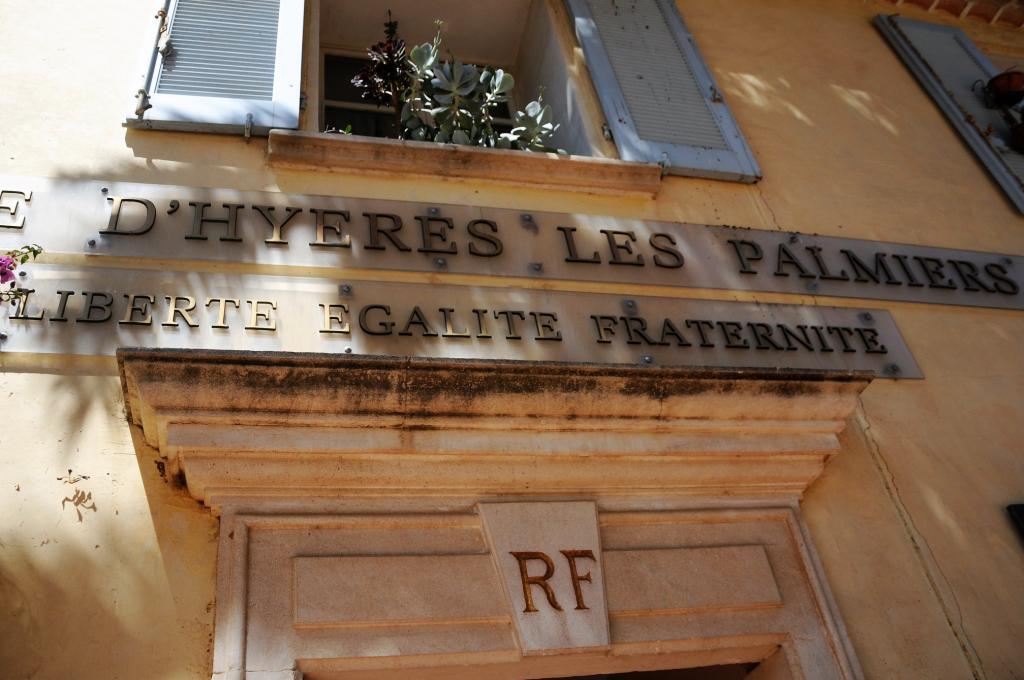 E D'HYERES LES PALMIERS
LIBERTE EGALITE FRATERNITE
RF